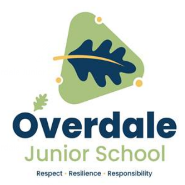 Overdale
Junior School
Respect · Resilience · Responsibility